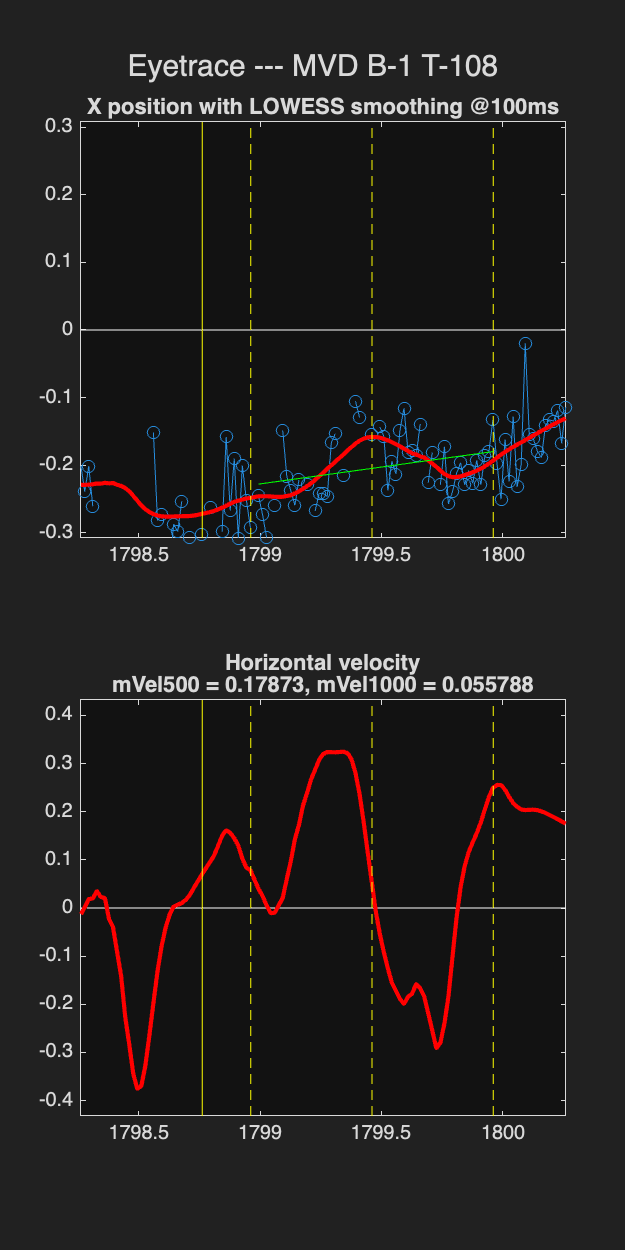 Eyetrace --- MVD B-1 T-108
X position with LOWESS smoothing @100ms
0.3
0.2
0.1
0
-0.1
-0.2
-0.3
1798.5 1799 1799.5 1800
Horizontal velocity
mVel500 = 0.17873, mVel1000 = 0.055788
0.4
0.3
0.2
0.1
0
-0.1
-0.2
-0.3
-0.4
1798.5 1799 1799.5 1800